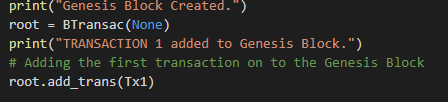 print("Genesis Block Created.")
root = BTransac(None)
print("TRANSACTION 1 added to Genesis Block.")
# Adding the first transaction on to the Genesis Block
root.add_trans(Tx1)